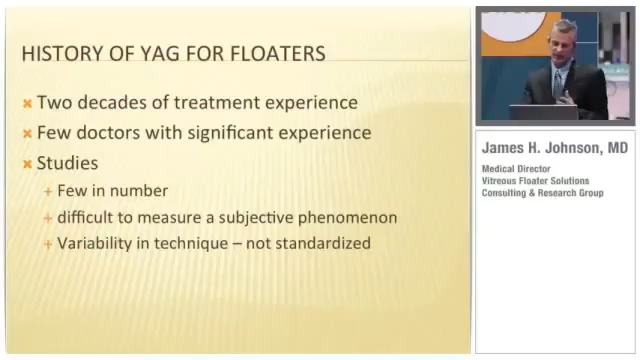 HISTORY OF YAG FOR FLOATERS
Two decades of treatment experience
Few doctors with significant experience
Studies
Few in number
difficult to measure a subjective phenomenon
Variability in technique – not standardized
James H. Johnson, MD
Medical Director
Vitreous Floater Solutions
Consulting & Research Group